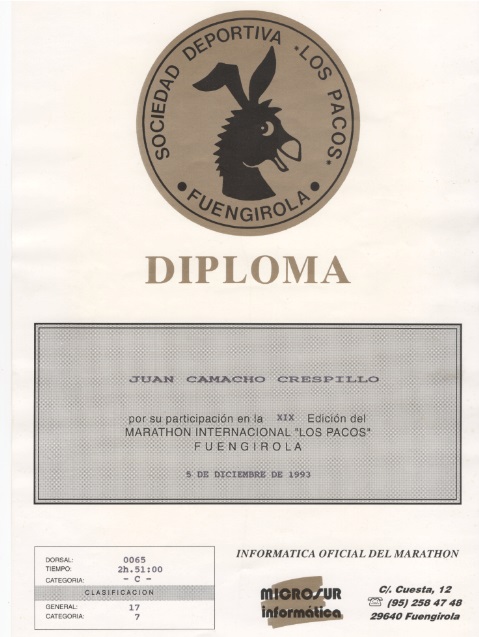 SOCIEDAD DEPORTIVA .LOS PACOS.
• FUENGIROLA •
DIPLOMA
JUAN CAMACHO CRESPILLO
por su participación en la XIX Edición del
MARATHON INTERNACIONAL "LOS PACOS"
FUENGIROLA
5 DE DICIEMBRE DE 1993
DORSAL: 0065
TIEMPO: 2h.51:00
CATEGORIA: - C -
CLASIFICACION
GENERAL: 17
CATEGORIA: 7
INFORMATICA OFICIAL DEL MARATHON
MICROSUR
informática
C/. Cuesta, 12
☎ (95) 258 47 48
29640 Fuengirola